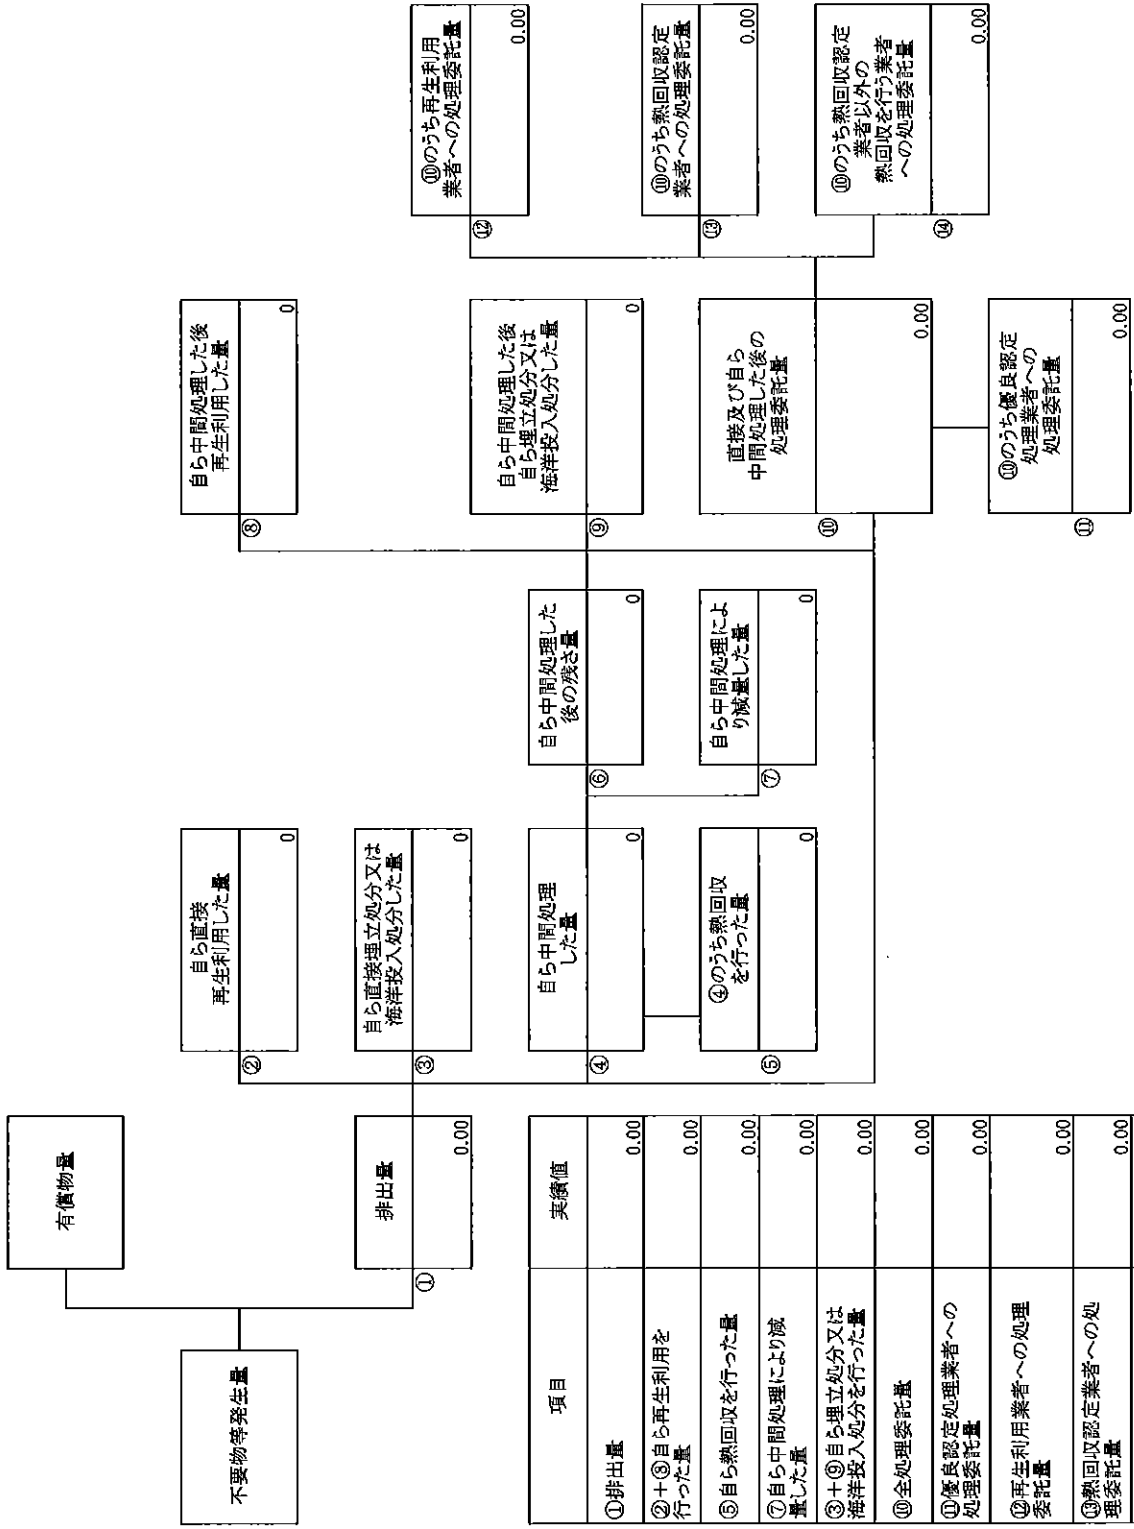 不要物等発生量
有償物量
①
排出量
0.00
②
自ら直接
再生利用した量
0
③
自ら直接埋立処分又は
海洋投入処分した量
0
④
自ら中間処理
した量
0
⑤
④のうち熱回収
を行った量
0
⑥
自ら中間処理した
後の残さ量
0
⑦
自ら中間処理によ
り減量した量
0
⑧
自ら中間処理した後
再生利用した量
0
⑨
自ら中間処理した後
自ら埋立処分又は
海洋投入処分した量
0
⑩
直接及び自ら
中間処理した後の
処理委託量
0.00
⑪
⑩のうち優良認定
処理業者への
処理委託量
0.00
⑫
⑩のうち再生利用
業者への処理委託量
0.00
⑬
⑩のうち熱回収認定
業者への処理委託量
0.00
⑭
⑩のうち熱回収認定
業者以外の
熱回収を行う業者
への処理委託量
0.00
項目 実績値
①排出量 0.00
②+⑧自ら再生利用を
行った量 0.00
⑤自ら熱回収を行った量 0.00
⑦自ら中間処理により減
量した量 0.00
③+⑨自ら埋立処分又は
海洋投入処分を行った量 0.00
⑩全処理委託量 0.00
⑪優良認定処理業者への
処理委託量 0.00
⑫再生利用業者への処理
委託量 0.00
⑬熱回収認定業者への処
理委託量 0.00